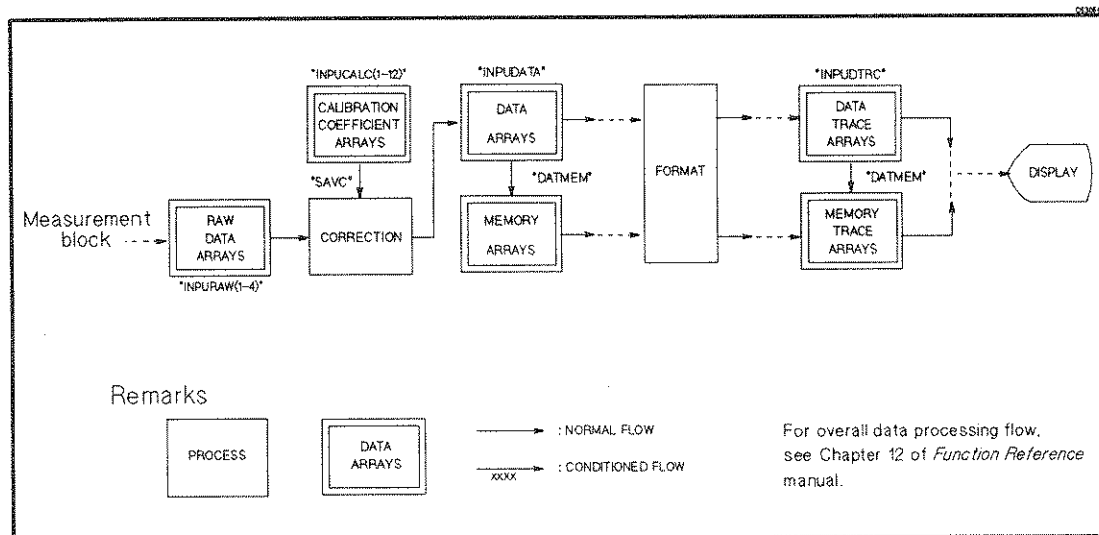 "INPUCALC(1-12)"
CALIBRATION
COEFFICIENT
ARRAYS
"SAVC"
Measurement
block
RAW
DATA
ARRAYS
"INPURAW(1-4)"
CORRECTION
"INPUDATA"
DATA
ARRAYS
"DATMEM"
MEMORY
ARRAYS
FORMAT
"INPUDTRC"
DATA
TRACE
ARRAYS
"DATMEM"
MEMORY
TRACE
ARRAYS
DISPLAY
Remarks
PROCESS
DATA
ARRAYS
: NORMAL FLOW
XXXX : CONDITIONED FLOW
For overall data processing flow,
see Chapter 12 of Function Reference
manual.